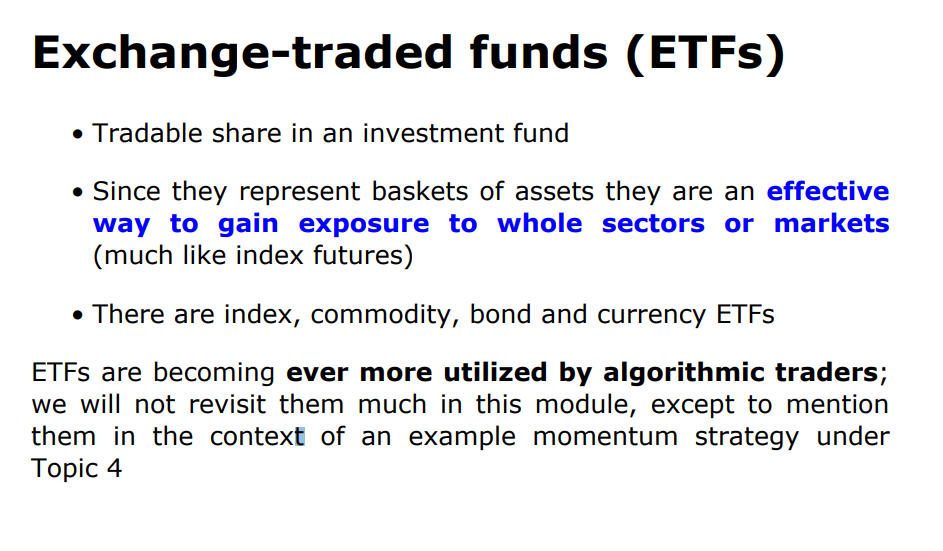 Exchange-traded funds (ETFs)
• Tradable share in an investment fund
• Since they represent baskets of assets they are an effective
way to gain exposure to whole sectors or markets
(much like index futures)
• There are index, commodity, bond and currency ETFs
ETFs are becoming ever more utilized by algorithmic traders;
we will not revisit them much in this module, except to mention
them in the context of an example momentum strategy under
Topic 4